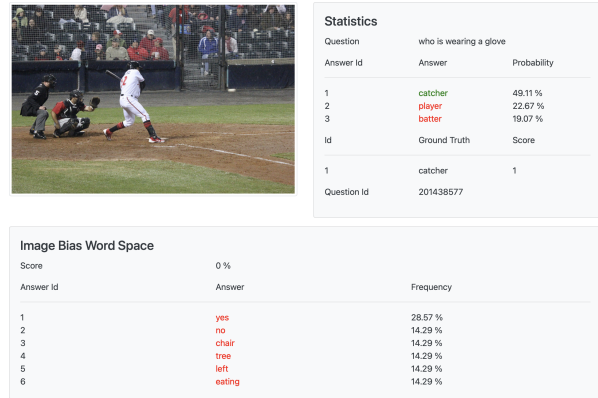 Statistics
Question who is wearing a glove
Answer Id Answer Probability
1 catcher 49.11 %
2 player 22.67 %
3 batter 19.07 %
Id Ground Truth Score
1 catcher 1
Question Id 201438577
Image Bias Word Space
Score 0 %
Answer Id Answer Frequency
1 yes 28.57 %
2 no 14.29 %
3 chair 14.29 %
4 tree 14.29 %
5 left 14.29 %
6 eating 14.29 %